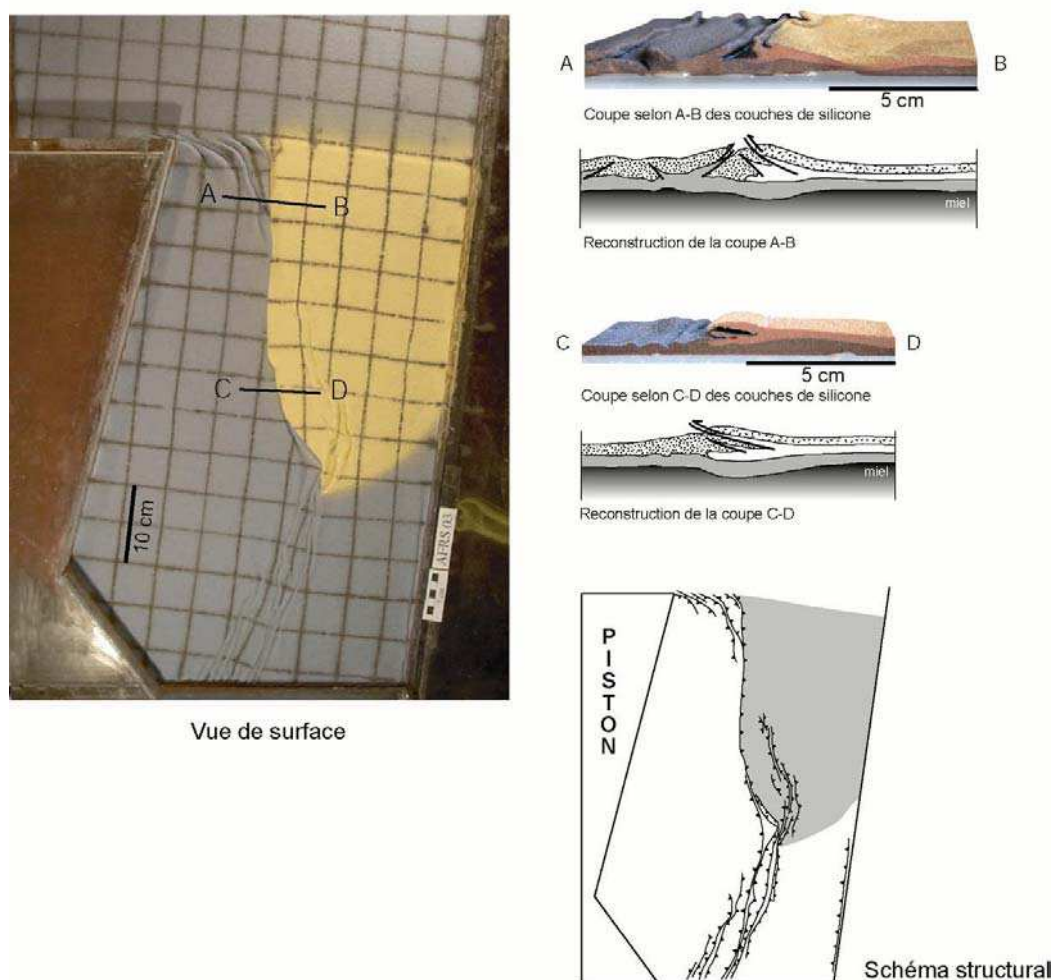 A
B
C
D
10 cm
AFRS 03
Vue de surface
A
B
5 cm
Coupe selon A-B des couches de silicone
miel
Reconstruction de la coupe A-B
C
D
5 cm
Coupe selon C-D des couches de silicone
miel
Reconstruction de la coupe C-D
PISTON
Schéma structural